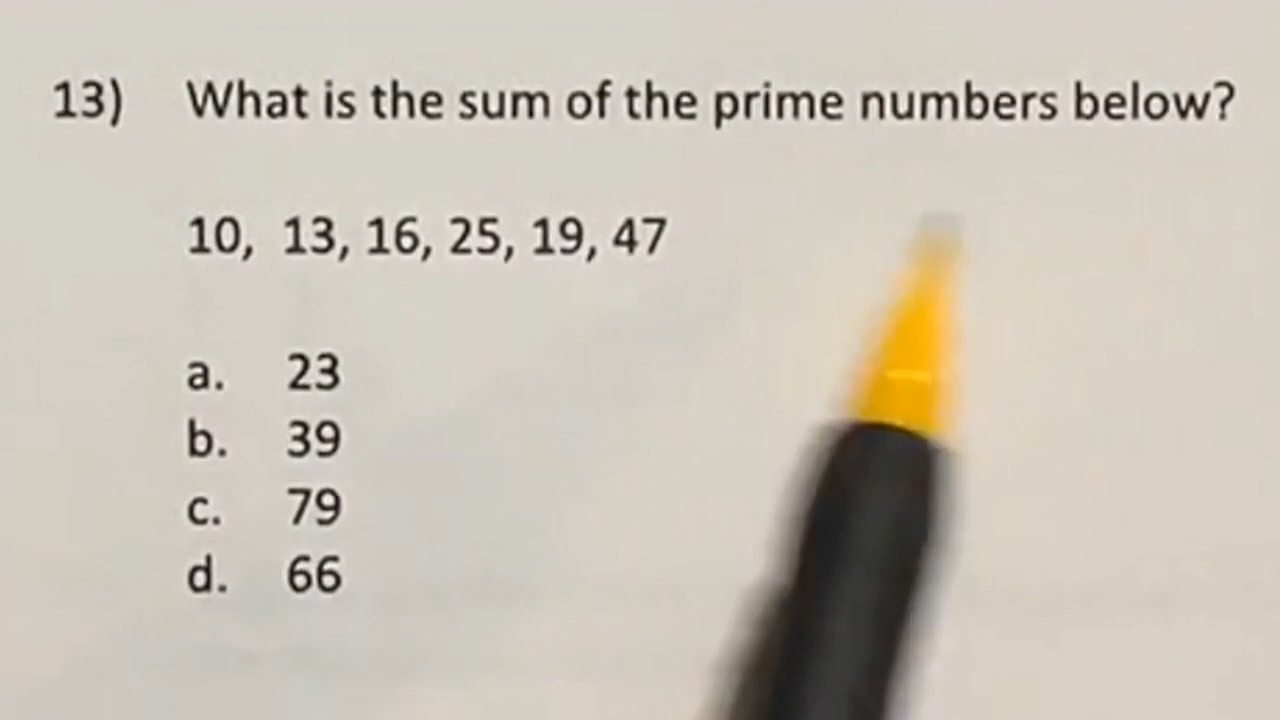 13) What is the sum of the prime numbers below?
10, 13, 16, 25, 19, 47
a. 23
b. 39
c. 79
d. 66